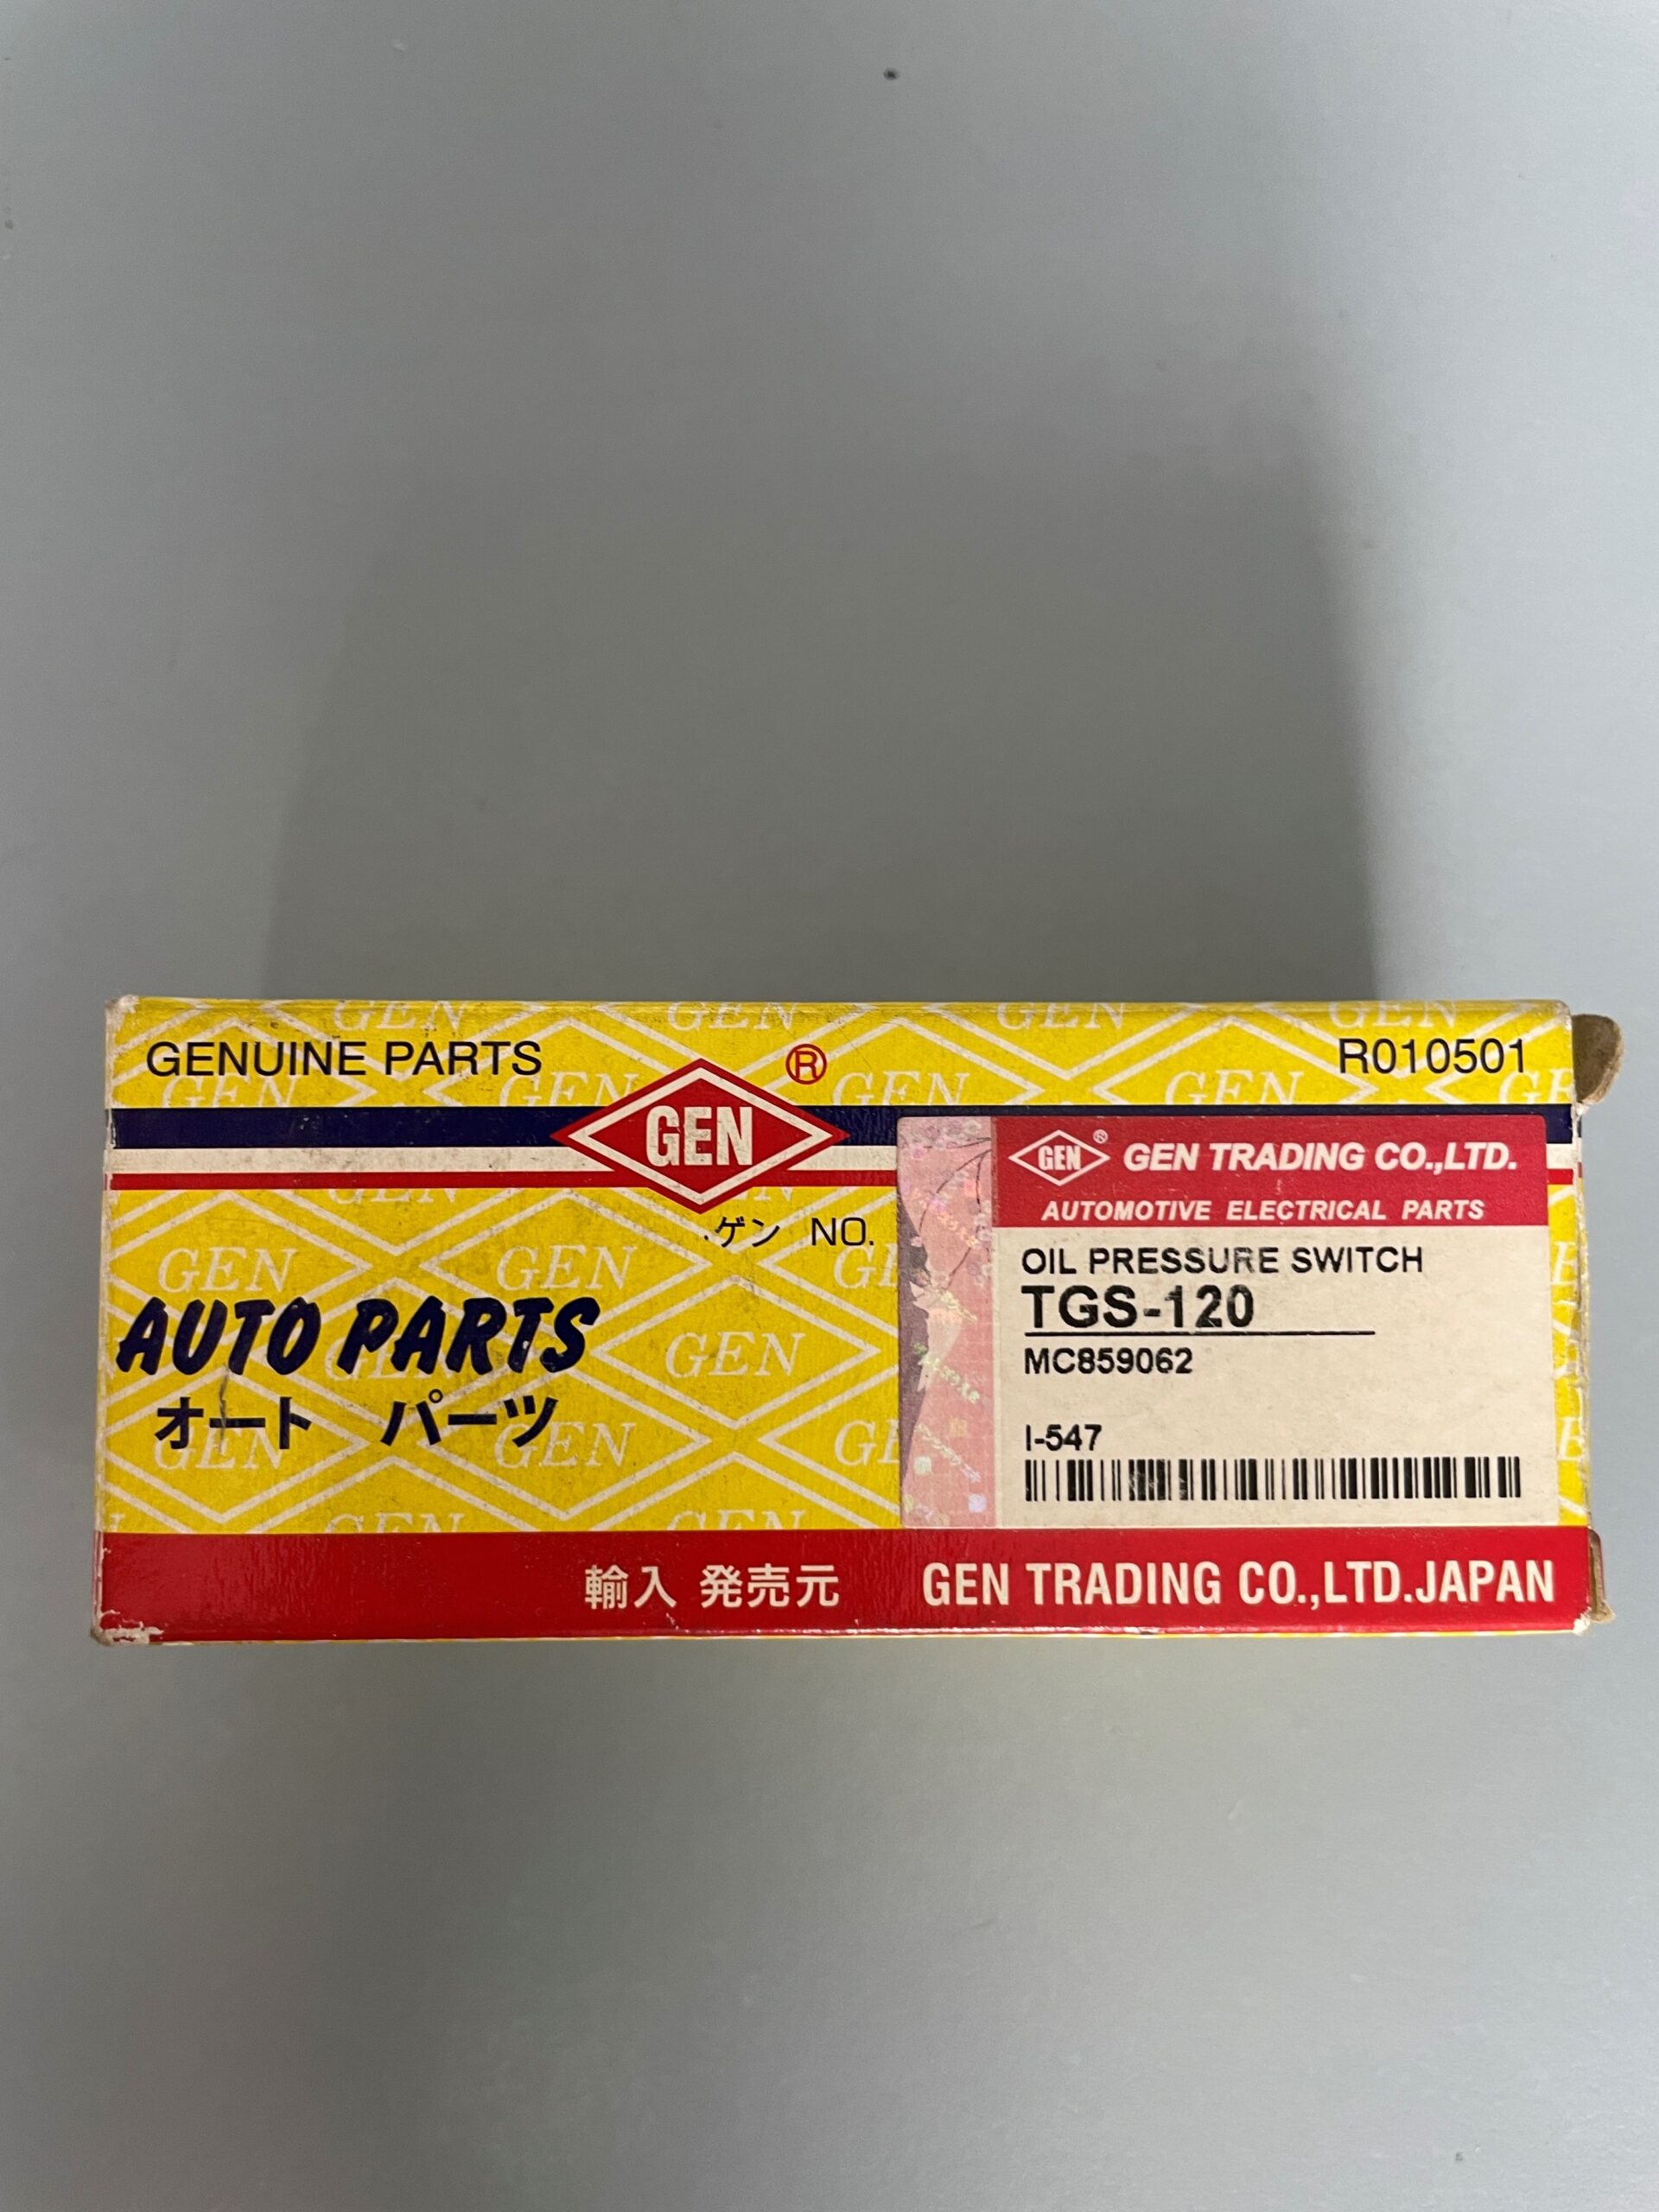 GENUINE PARTS
R010501
GEN ®
ゲン NO.
AUTO PARTS
オート パーツ
GEN ® GEN TRADING CO.,LTD.
AUTOMOTIVE ELECTRICAL PARTS
OIL PRESSURE SWITCH
TGS-120
MC859062
I-547
輸入 発売元 GEN TRADING CO.,LTD.JAPAN